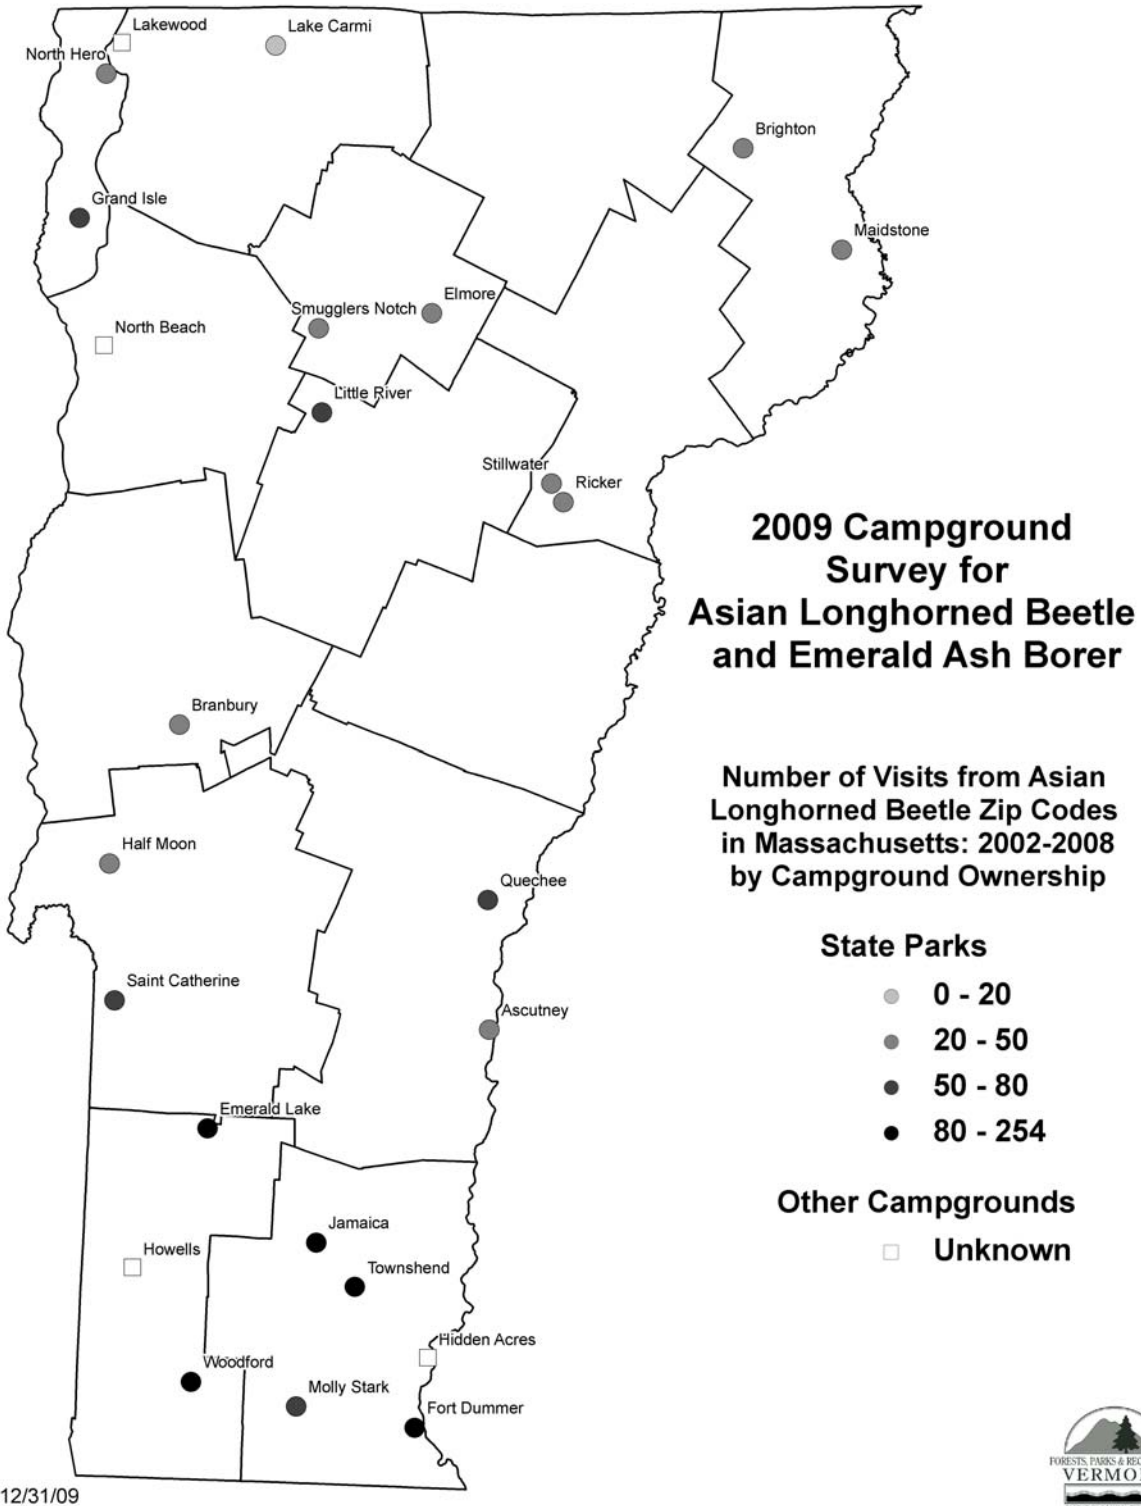 Lakewood
Lake Carmi
North Hero
Brighton
Grand Isle
Maidstone
Elmore
Smugglers Notch
North Beach
Little River
Stillwater
Ricker
2009 Campground
Survey for
Asian Longhorned Beetle
and Emerald Ash Borer
Branbury
Number of Visits from Asian
Longhorned Beetle Zip Codes
in Massachusetts: 2002-2008
by Campground Ownership
Half Moon
Quechee
State Parks
Saint Catherine
0 - 20
Ascutney
20 - 50
50 - 80
Emerald Lake
80 - 254
Other Campgrounds
Jamaica
Howells
Unknown
Townshend
Hidden Acres
Woodford
Molly Stark
Fort Dummer
FORESTS, PARKS &
VERMO
12/31/09